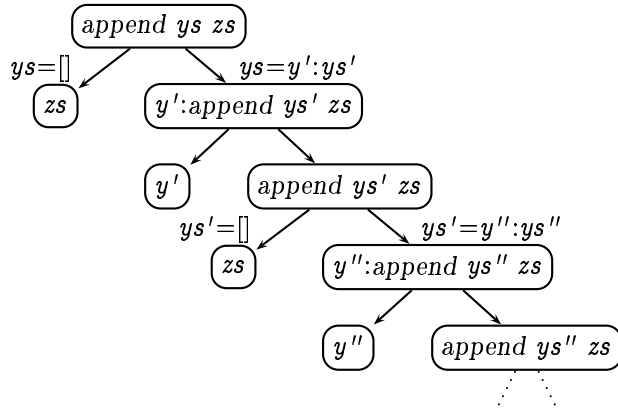 append ys zs
ys=[] ys=y':ys'
zs y':append ys' zs
y' append ys' zs
ys'=[] ys'=y'':ys''
zs y'':append ys'' zs
y'' append ys'' zs